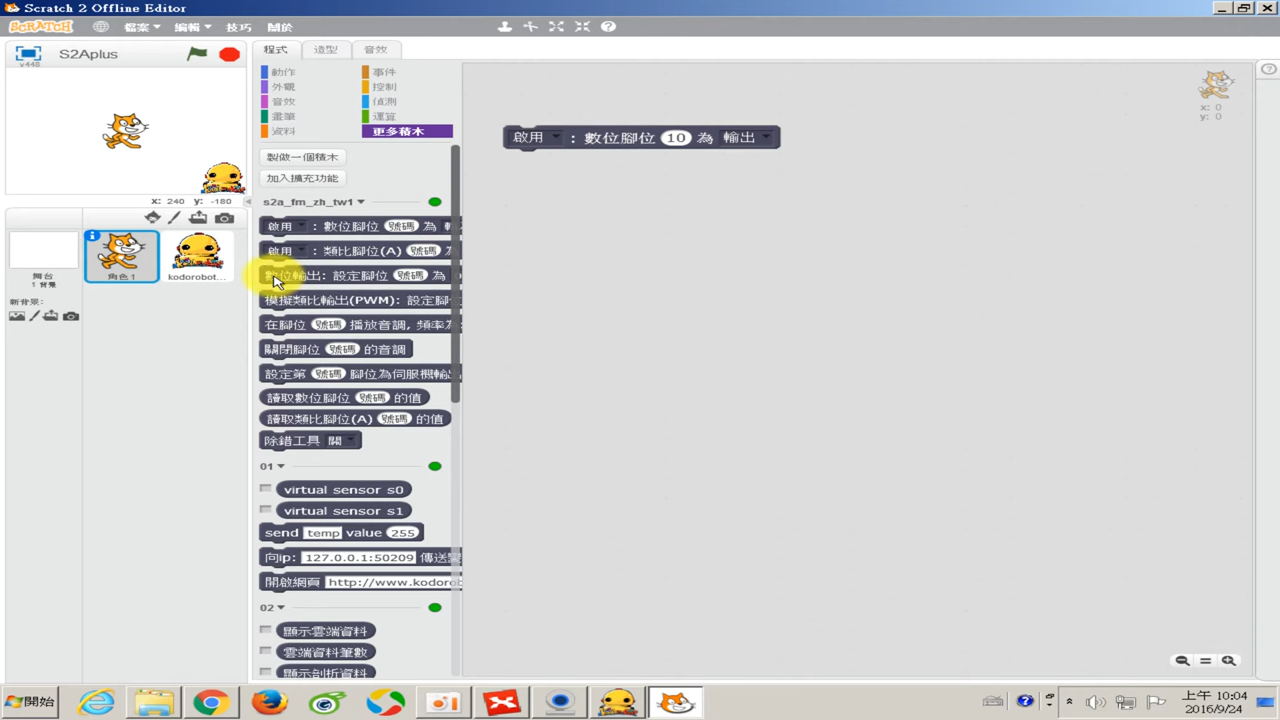 Scratch 2 Offline Editor
SCRATCH 檔案 編輯 技巧 關於
v448 S2Aplus
程式 造型 音效
動作 事件
外觀 控制
音效 偵測
畫筆 運算
資料 更多積木
製做一個積木
加入擴充功能
s2a_fm_zh_tw1
啟用 : 數位腳位 號碼 為
啟用 : 類比腳位(A) 號碼
數位輸出: 設定腳位 號碼 為
模擬類比輸出(PWM): 設定
在腳位 號碼 播放音調, 頻率為
關閉腳位 號碼 的音調
設定第 號碼 腳位為伺服機輸出
讀取數位腳位 號碼 的值
讀取類比腳位(A) 號碼 的值
除錯工具 關
01
virtual sensor s0
virtual sensor s1
send temp value 255
向ip: 127.0.0.1:50209 傳送
開啟網頁 http://www.kodorob
02
顯示雲端資料
雲端資料筆數
顯示剖析資料
啟用 : 數位腳位 10 為 輸出
x: 0
y: 0
x: 240 y: -180
舞台
1 背景
角色1
kodorobot...
新背景:
開始
上午 10:04
2016/9/24